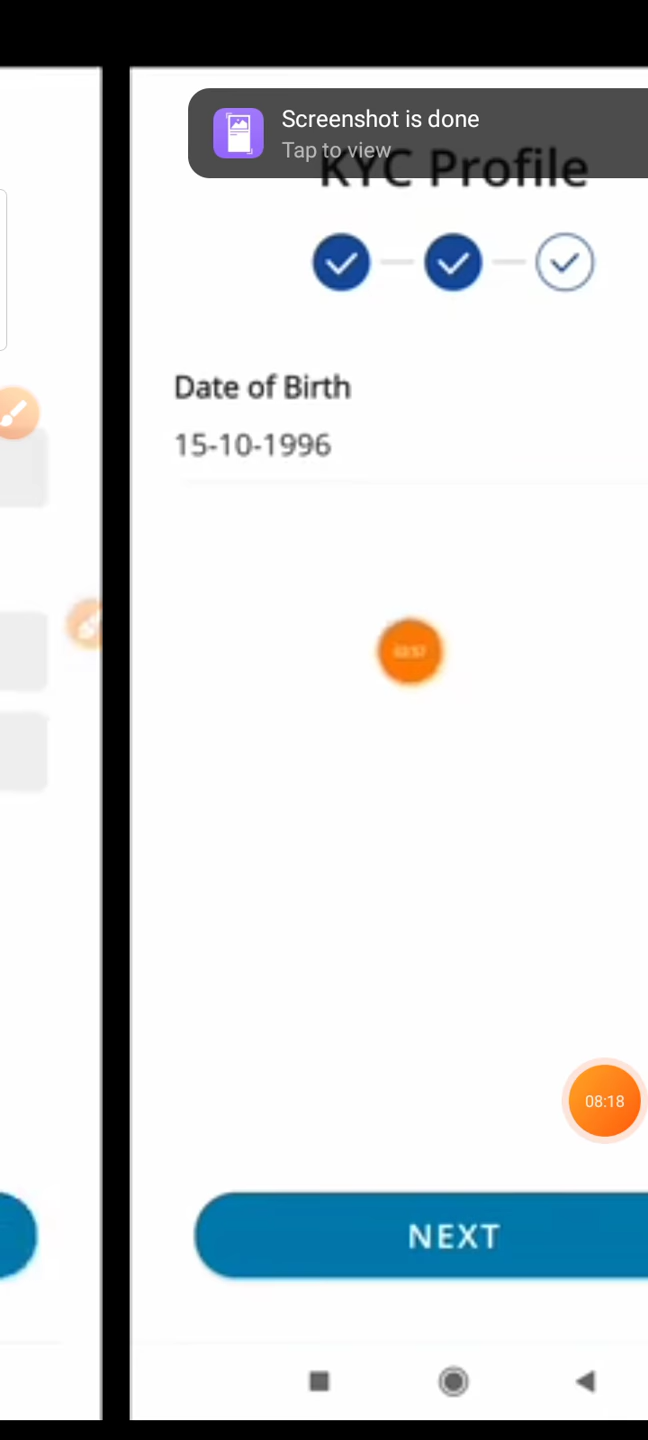 Screenshot is done
Tap to view
KYC Profile
Date of Birth
15-10-1996
08:18
NEXT